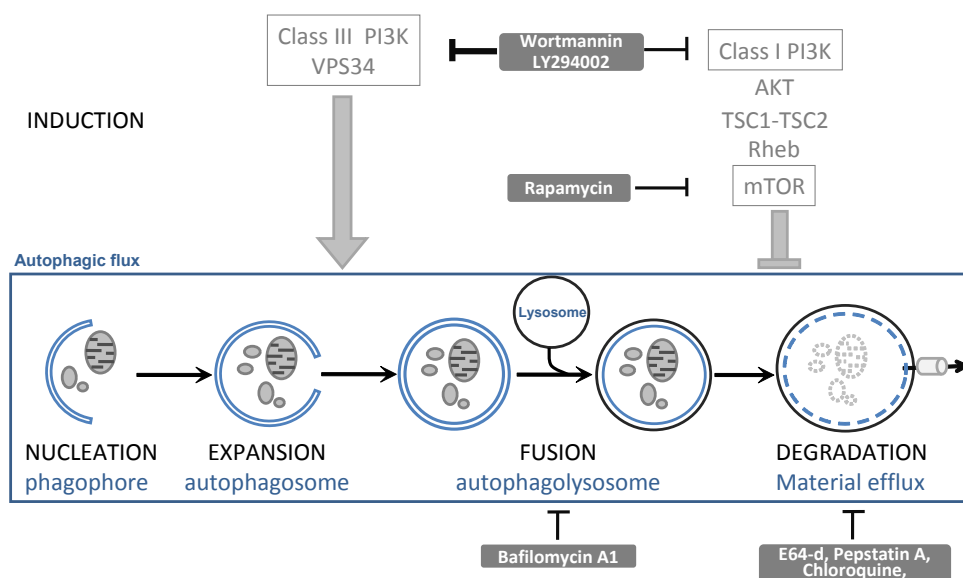 Class III PI3K
VPS34
Wortmannin
LY294002
Class I PI3K
AKT
TSC1-TSC2
Rheb
INDUCTION
Rapamycin
mTOR
Autophagic flux
Lysosome
NUCLEATION
phagophore
EXPANSION
autophagosome
FUSION
autophagolysosome
DEGRADATION
Material efflux
Bafilomycin A1
E64-d, Pepstatin A,
Chloroquine,